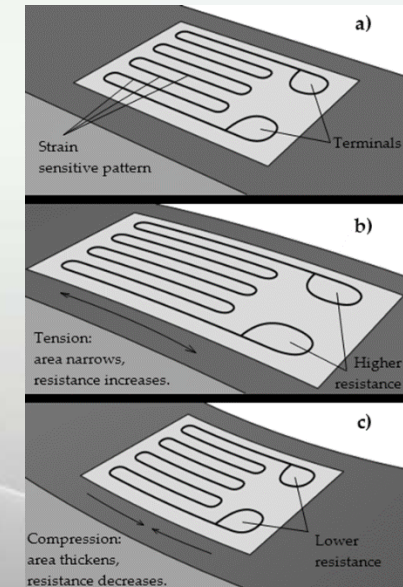 a)
Strain
sensitive pattern
Terminals
b)
Tension:
area narrows,
resistance increases.
Higher
resistance
c)
Compression:
area thickens,
resistance decreases.
Lower
resistance